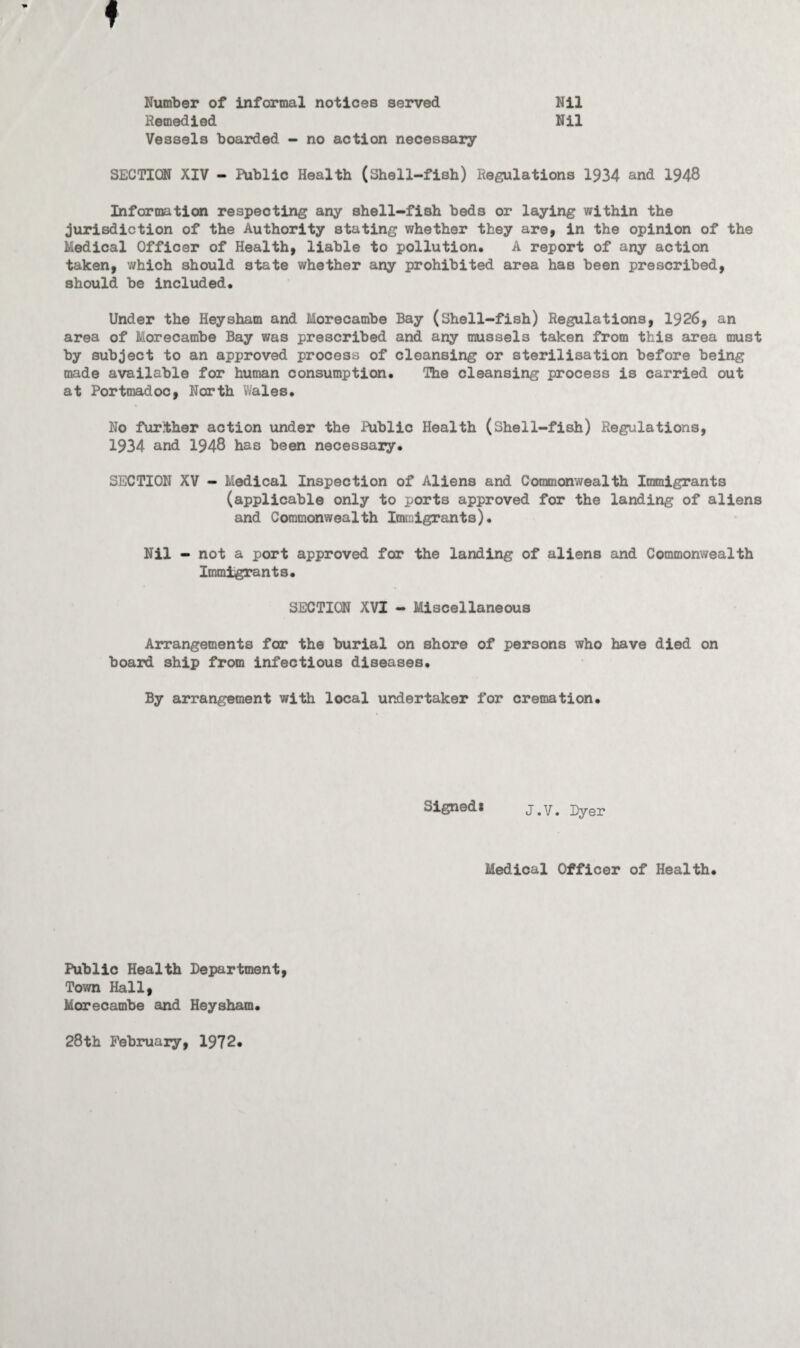 Number of informal notices served Nil
Remedied Nil
Vessels boarded - no action necessary
SECTION XIV - Public Health (Shell-fish) Regulations 1934 and 1948
Information respecting any shell-fish beds or laying within the
jurisdiction of the Authority stating whether they are, in the opinion of the
Medical Officer of Health, liable to pollution. A report of any action
taken, which should state whether any prohibited area has been prescribed,
should be included.
Under the Heysham and Morecambe Bay (Shell-fish) Regulations, 1926, an
area of Morecambe Bay was prescribed and any mussels taken from this area must
by subject to an approved process of cleansing or sterilisation before being
made available for human consumption. The cleansing process is carried out
at Portmadoc, North Wales.
No further action under the Public Health (Shell-fish) Regulations,
1934 and 1948 has been necessary.
SECTION XV - Medical Inspection of Aliens and Commonwealth Immigrants
(applicable only to ports approved for the landing of aliens
and Commonwealth Immigrants).
Nil - not a port approved for the landing of aliens and Commonwealth
Immigrants.
SECTION XVI - Miscellaneous
Arrangements for the burial on shore of persons who have died on
board ship from infectious diseases.
By arrangement with local undertaker for cremation.
Signed: J.V. Dyer
Medical Officer of Health.
Public Health Department,
Town Hall,
Morecambe and Heysham.
28th February, 1972.